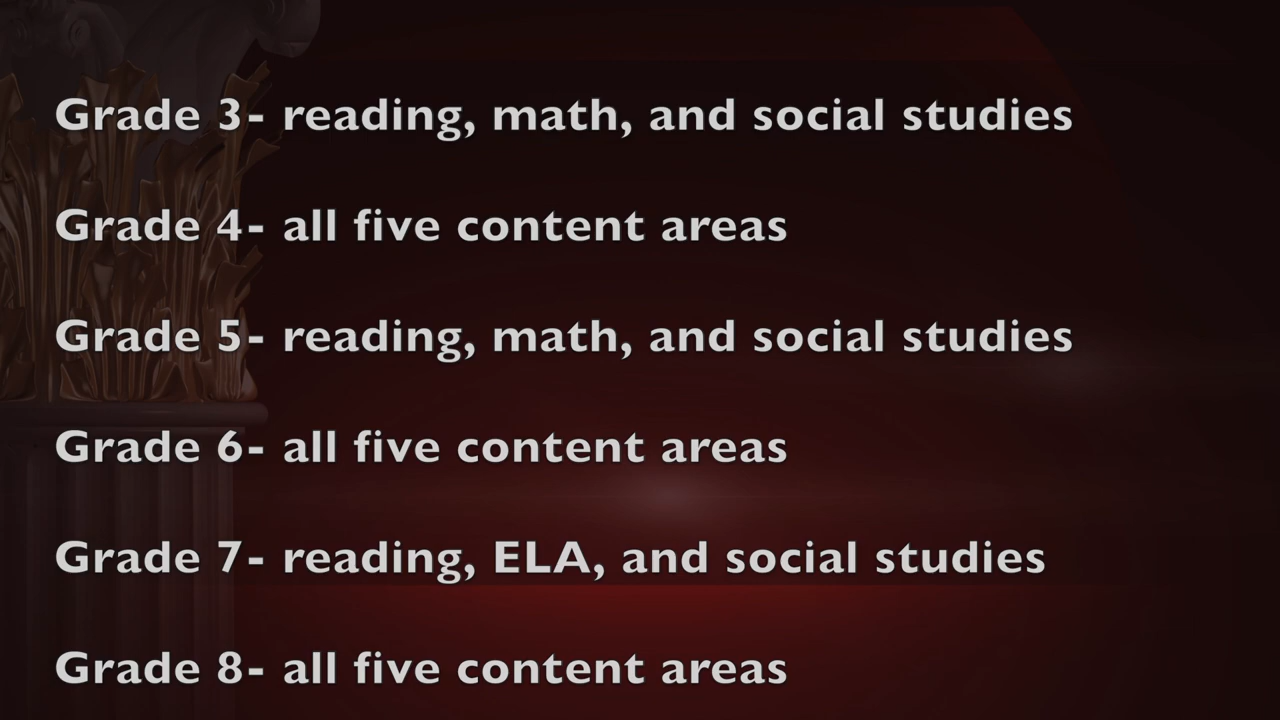 Grade 3- reading, math, and social studies
Grade 4- all five content areas
Grade 5- reading, math, and social studies
Grade 6- all five content areas
Grade 7- reading, ELA, and social studies
Grade 8- all five content areas